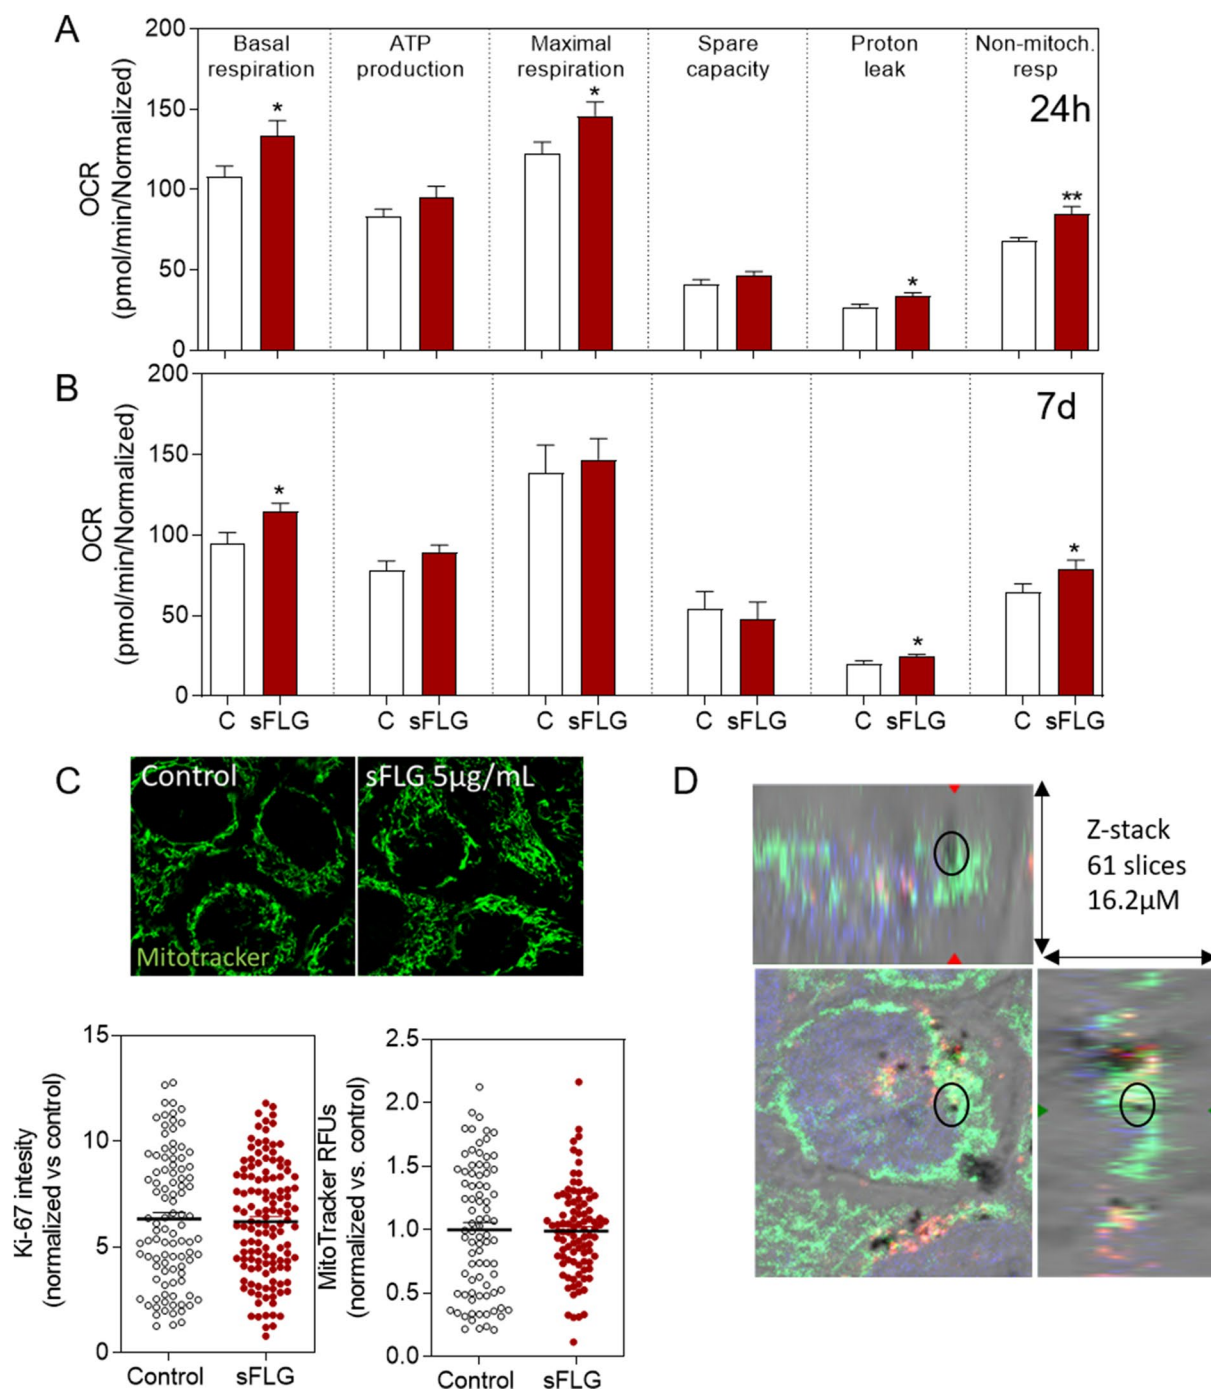 A
200
150
100
50
0
OCR
(pmol/min/Normalized)
Basal
respiration
ATP
production
Maximal
respiration
Spare
capacity
Proton
leak
Non-mitoch.
resp
24h
*
*
*
**
B
200
150
100
50
0
OCR
(pmol/min/Normalized)
7d
*
*
*
C sFLG
C sFLG
C sFLG
C sFLG
C sFLG
C sFLG
C
Control
Mitotracker
sFLG 5µg/mL
15
10
5
0
Ki-67 intesity
(normalized vs control)
Control sFLG
2.5
2.0
1.5
1.0
0.5
0.0
MitoTracker RFUs
(normalized vs. control)
Control sFLG
D
Z-stack
61 slices
16.2µM